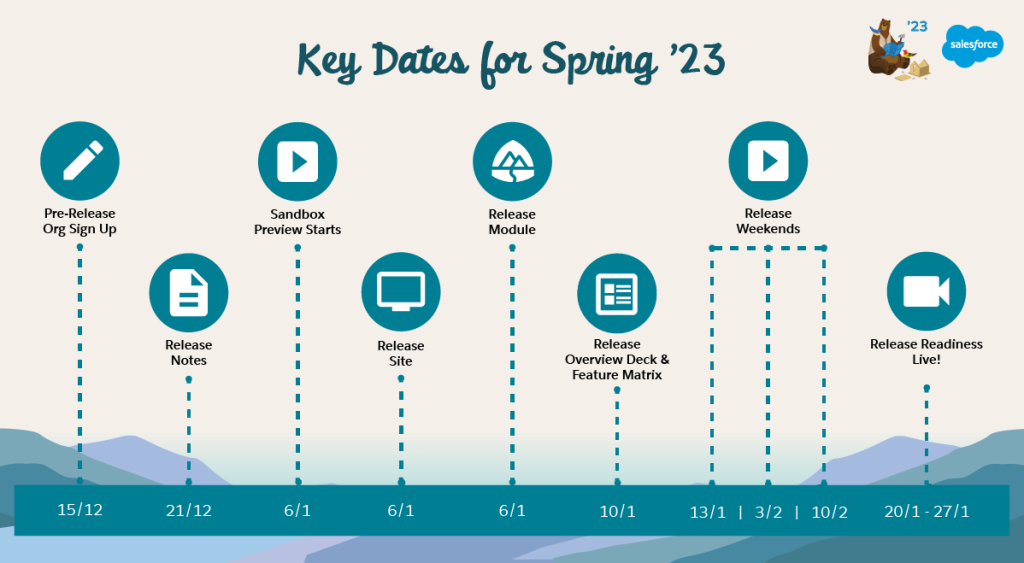 Key Dates for Spring '23
'23
salesforce
Pre-Release
Org Sign Up
Release
Notes
Sandbox
Preview Starts
Release
Site
Release
Module
Release
Overview Deck &
Feature Matrix
Release
Weekends
Release Readiness
Live!
15/12
21/12
6/1
6/1
6/1
10/1
13/1 | 3/2 | 10/2
20/1 - 27/1